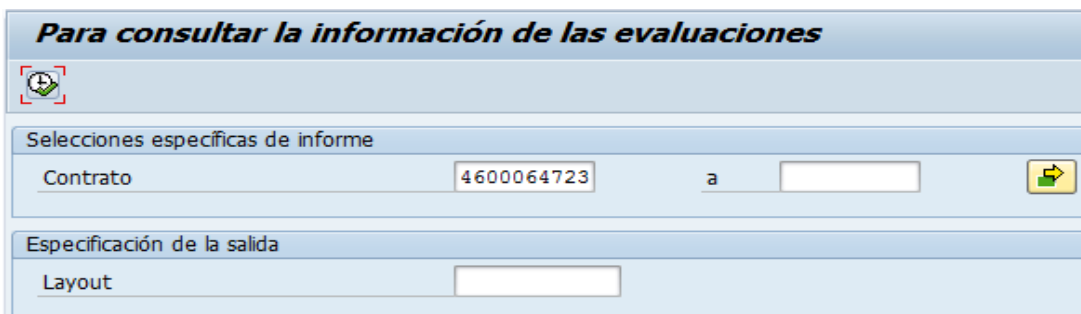 Para consultar la información de las evaluaciones
Selecciones específicas de informe
Contrato 4600064723 a
Especificación de la salida
Layout